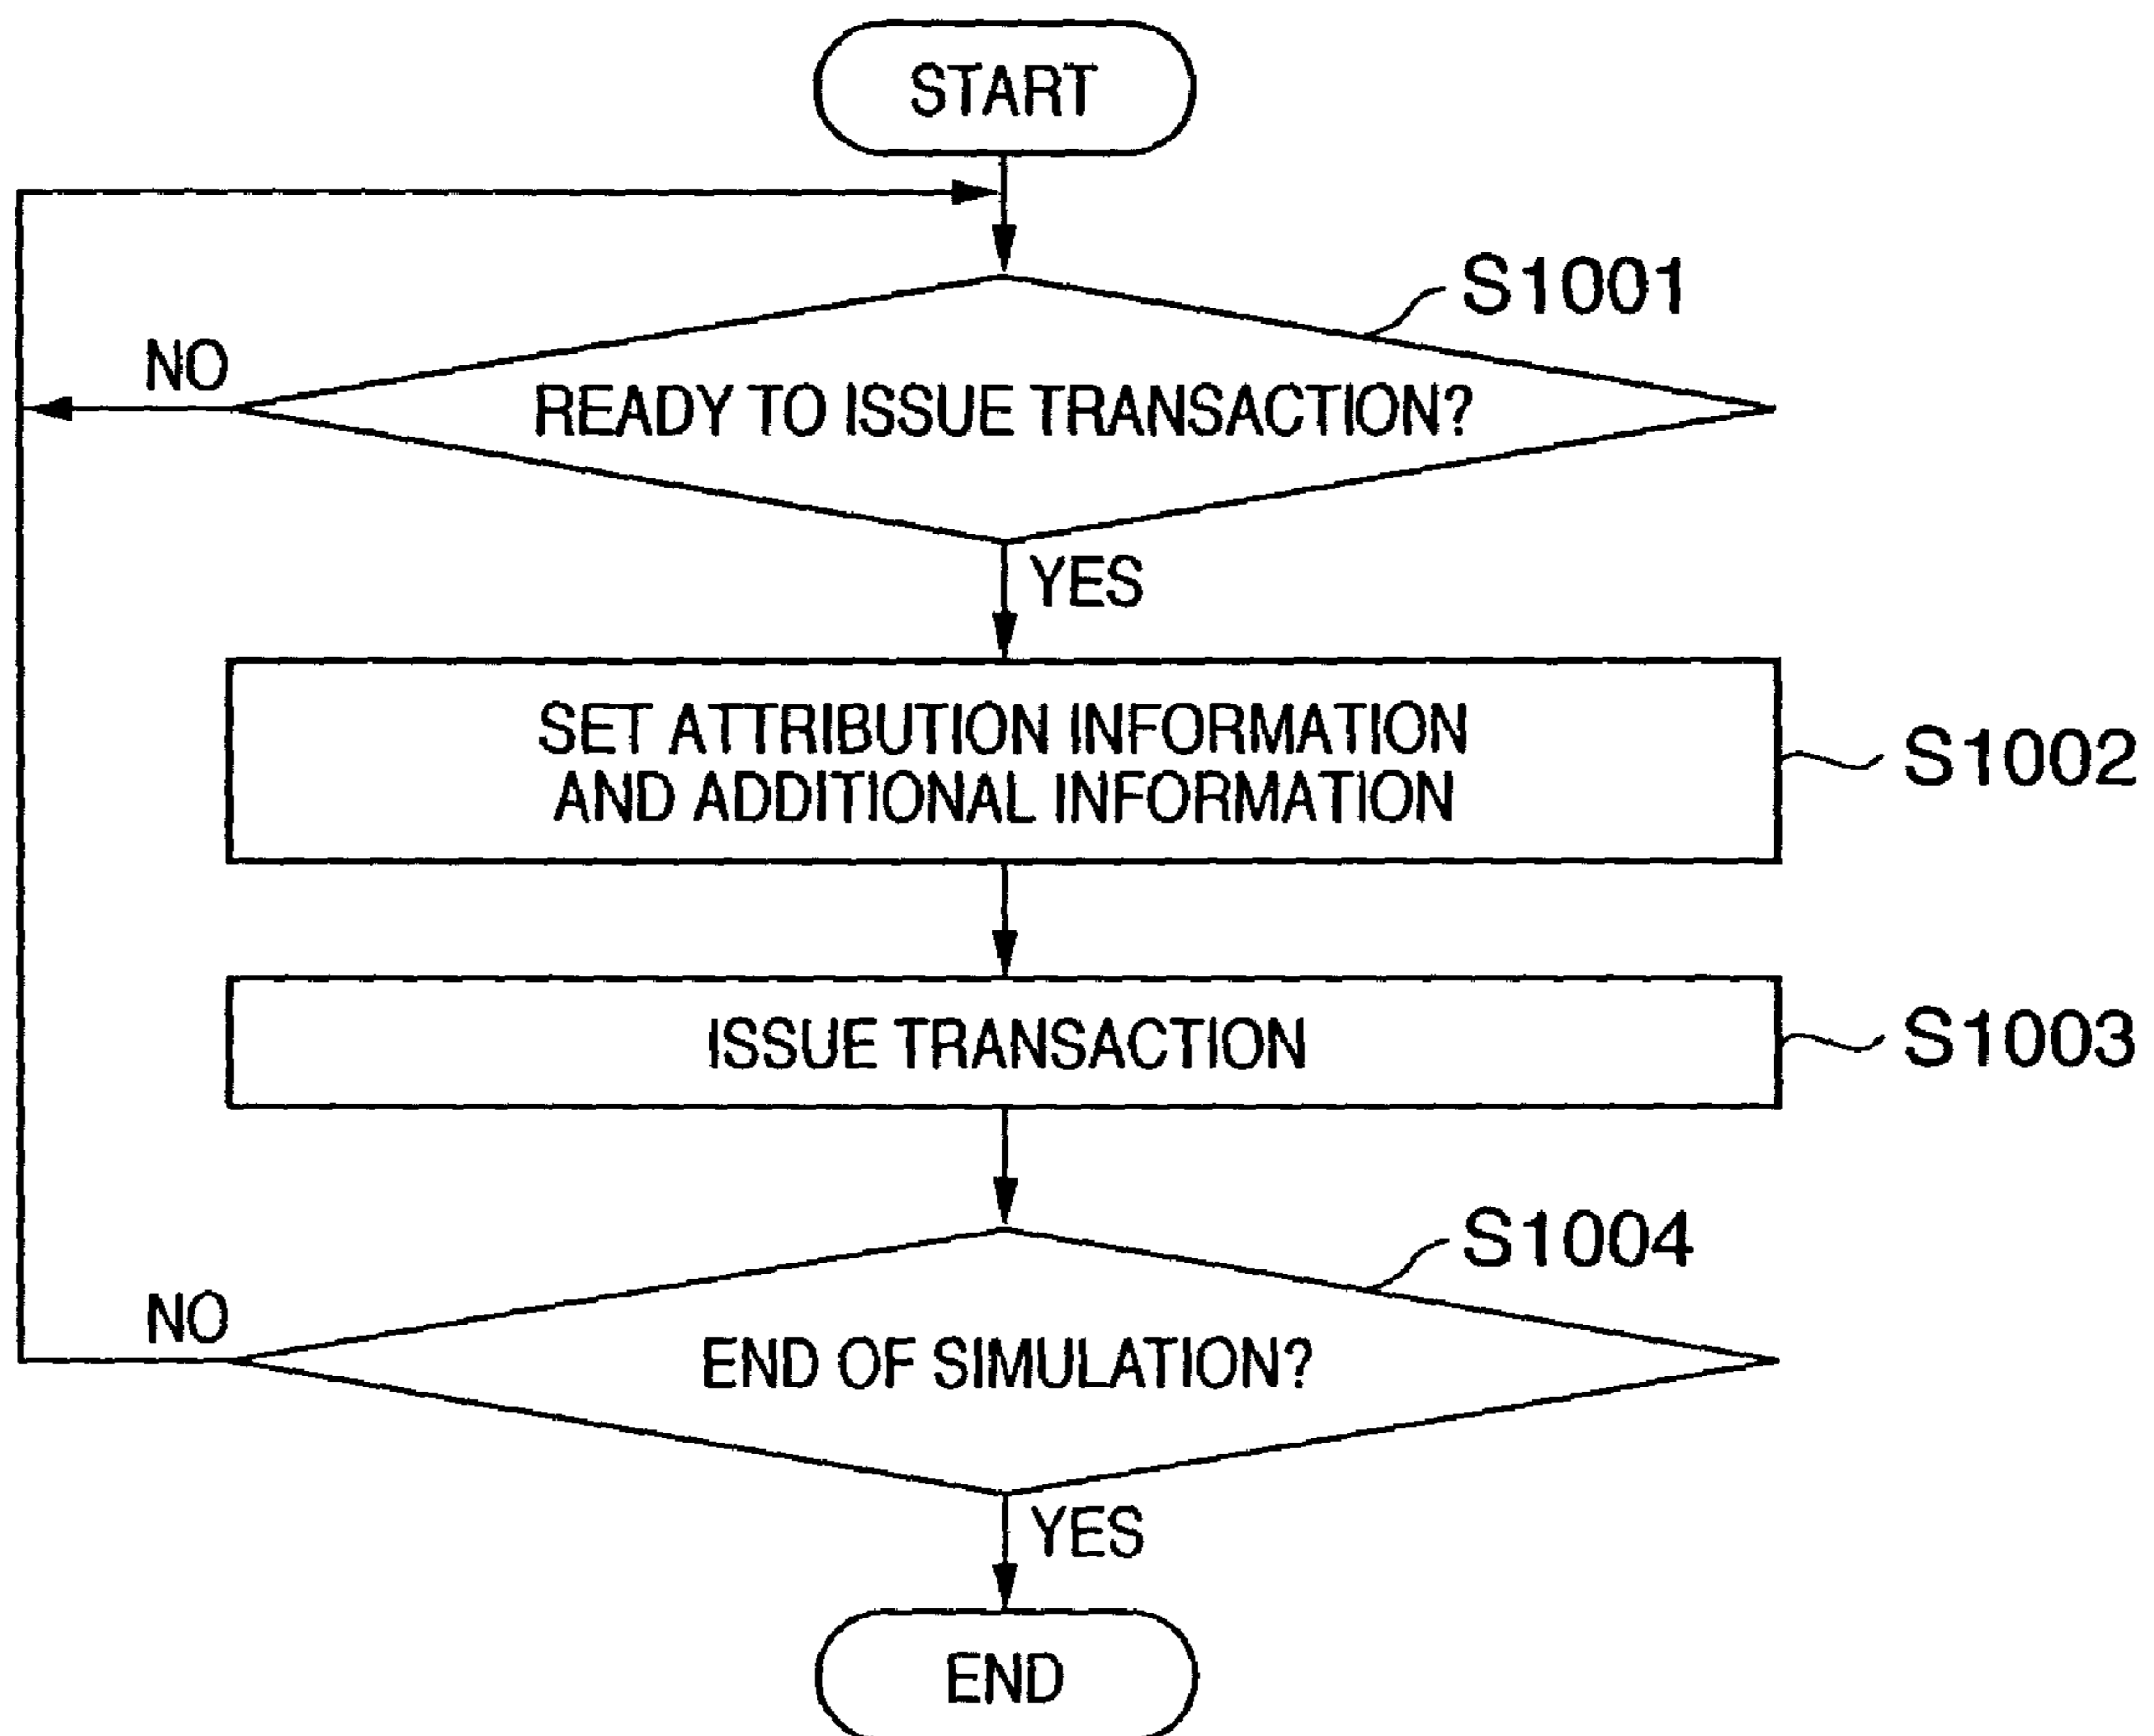 START
S1001
NO
READY TO ISSUE TRANSACTION?
YES
SET ATTRIBUTION INFORMATION
AND ADDITIONAL INFORMATION
S1002
ISSUE TRANSACTION
S1003
S1004
NO
END OF SIMULATION?
YES
END